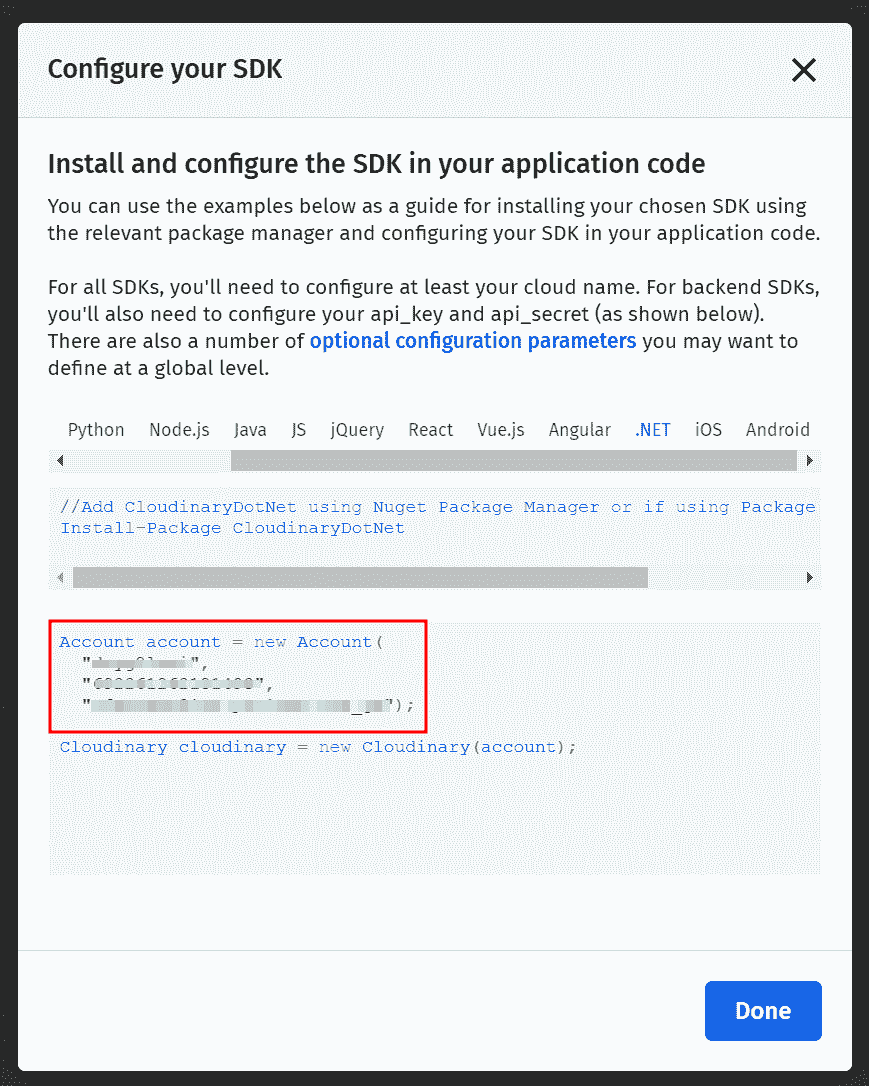 Configure your SDK
Install and configure the SDK in your application code
You can use the examples below as a guide for installing your chosen SDK using
the relevant package manager and configuring your SDK in your application code.
For all SDKs, you'll need to configure at least your cloud name. For backend SDKs,
you'll also need to configure your api_key and api_secret (as shown below).
There are also a number of optional configuration parameters you may want to
define at a global level.
Python Node.js Java JS jQuery React Vue.js Angular .NET iOS Android
//Add CloudinaryDotNet using Nuget Package Manager or if using Package
Install-Package CloudinaryDotNet
Account account = new Account(
"",
"",
"");
Cloudinary cloudinary = new Cloudinary(account);
Done